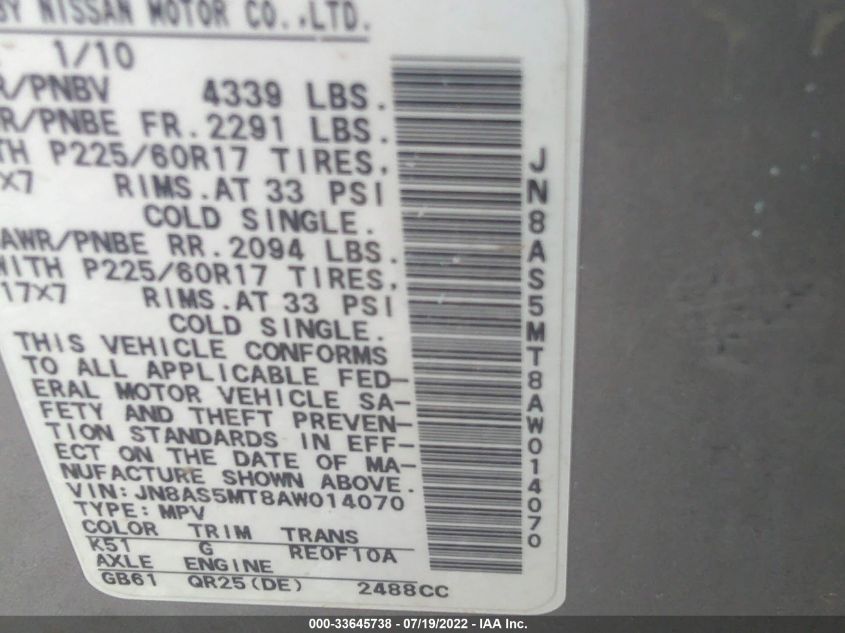 BY NISSAN MOTOR CO.,LTD.
1/10
R/PNBV 4339 LBS.
R/PNBE FR.2291 LBS.
TH P225/60R17 TIRES,
X7 RIMS.AT 33 PSI
COLD SINGLE.
AWR/PNBE RR.2094 LBS.
WITH P225/60R17 TIRES,
17X7 RIMS.AT 33 PSI
COLD SINGLE.
THIS VEHICLE CONFORMS
TO ALL APPLICABLE FED-
ERAL MOTOR VEHICLE SA-
FETY AND THEFT PREVEN-
TION STANDARDS IN EFF-
ECT ON THE DATE OF MA-
NUFACTURE SHOWN ABOVE.
VIN: JN8AS5MT8AW014070
TYPE: MPV
COLOR TRIM TRANS
K51 G RE0F10A
AXLE ENGINE
GB61 QR25(DE) 2488CC
JN8AS5MT8AW014070
000-33645738 - 07/19/2022 - IAA Inc.